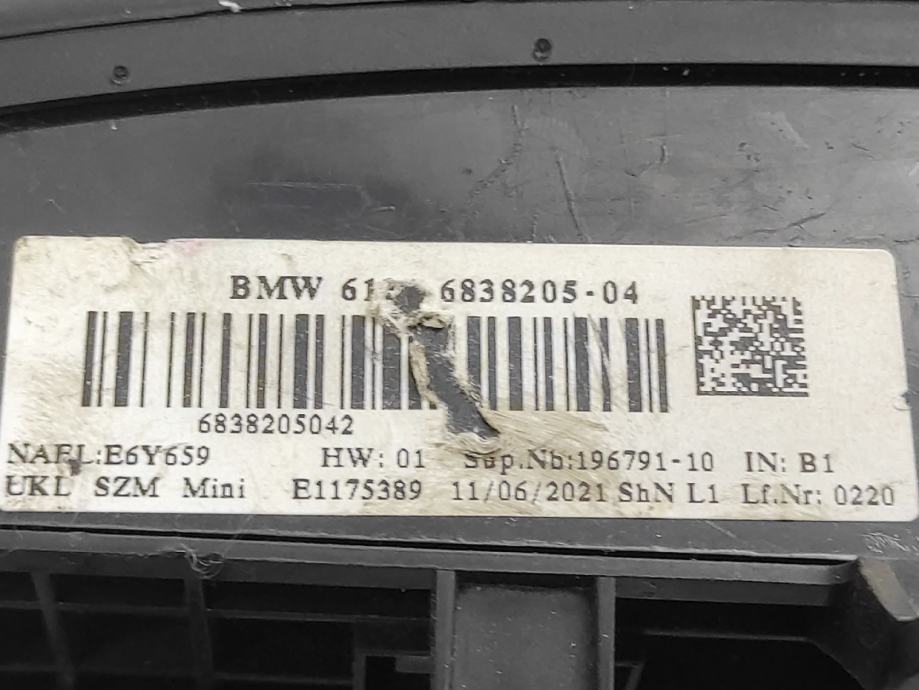 BMW 6838205-04
6838205042
NAEL:E6Y659 HW: 01 Sup.Nb:196791-10 IN: B1
UKL SZM Mini E1175389 11/06/2021 ShN L1 Lf.Nr: 0220